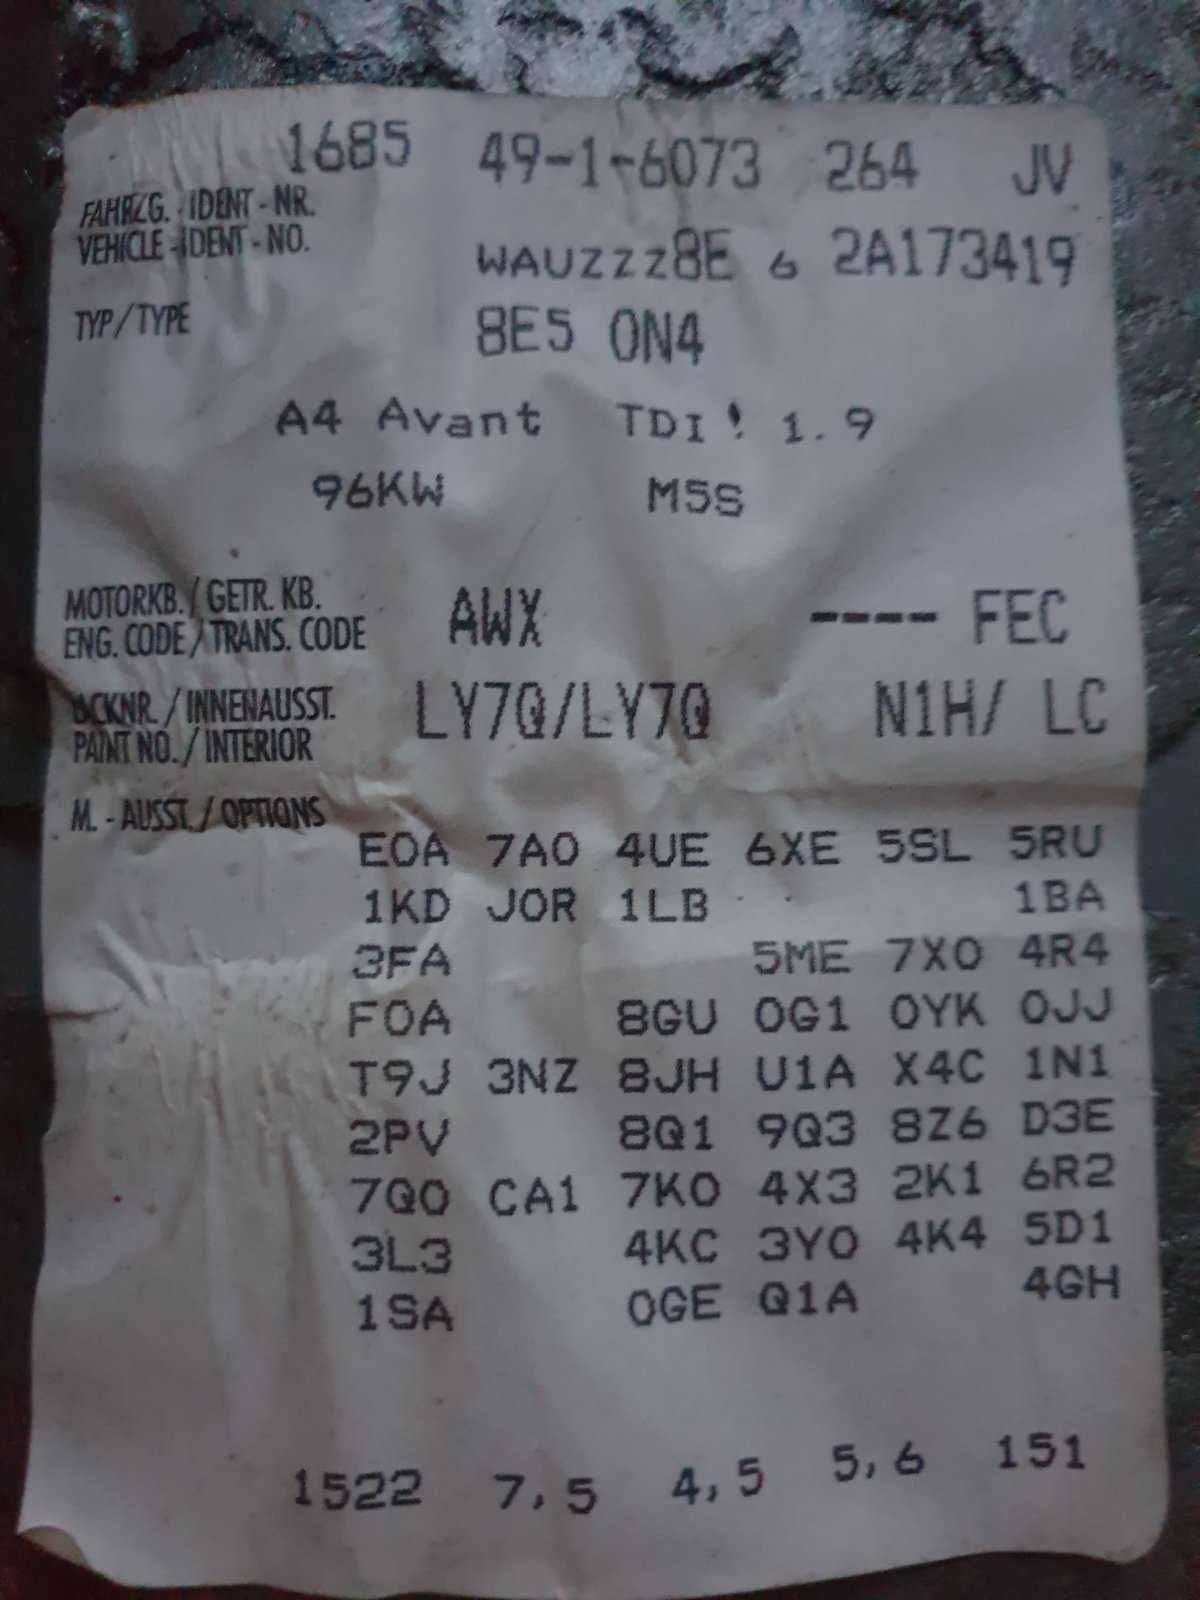 1685 49-1-6073 264 JV
FAHRZG.-IDENT-NR.
VEHICLE-IDENT-NO.
WAUZZZ8E 6 2A173419
TYP/TYPE 8E5 0N4
A4 Avant TDI! 1.9
96KW M5S
MOTORKB./GETR. KB.
ENG. CODE/TRANS. CODE
AWX ---- FEC
LACKNR./INNENAUSST.
PAINT NO./INTERIOR
LY7Q/LY7Q N1H/ LC
M.-AUSST./OPTIONS
E0A 7A0 4UE 6XE 5SL 5RU
1KD J0R 1LB 1BA
3FA 5ME 7X0 4R4
F0A 8GU 0G1 0YK 0JJ
T9J 3NZ 8JH U1A X4C 1N1
2PV 8Q1 9Q3 8Z6 D3E
7Q0 CA1 7K0 4X3 2K1 6R2
3L3 4KC 3Y0 4K4 5D1
1SA 0GE Q1A 4GH
1522 7,5 4,5 5,6 151